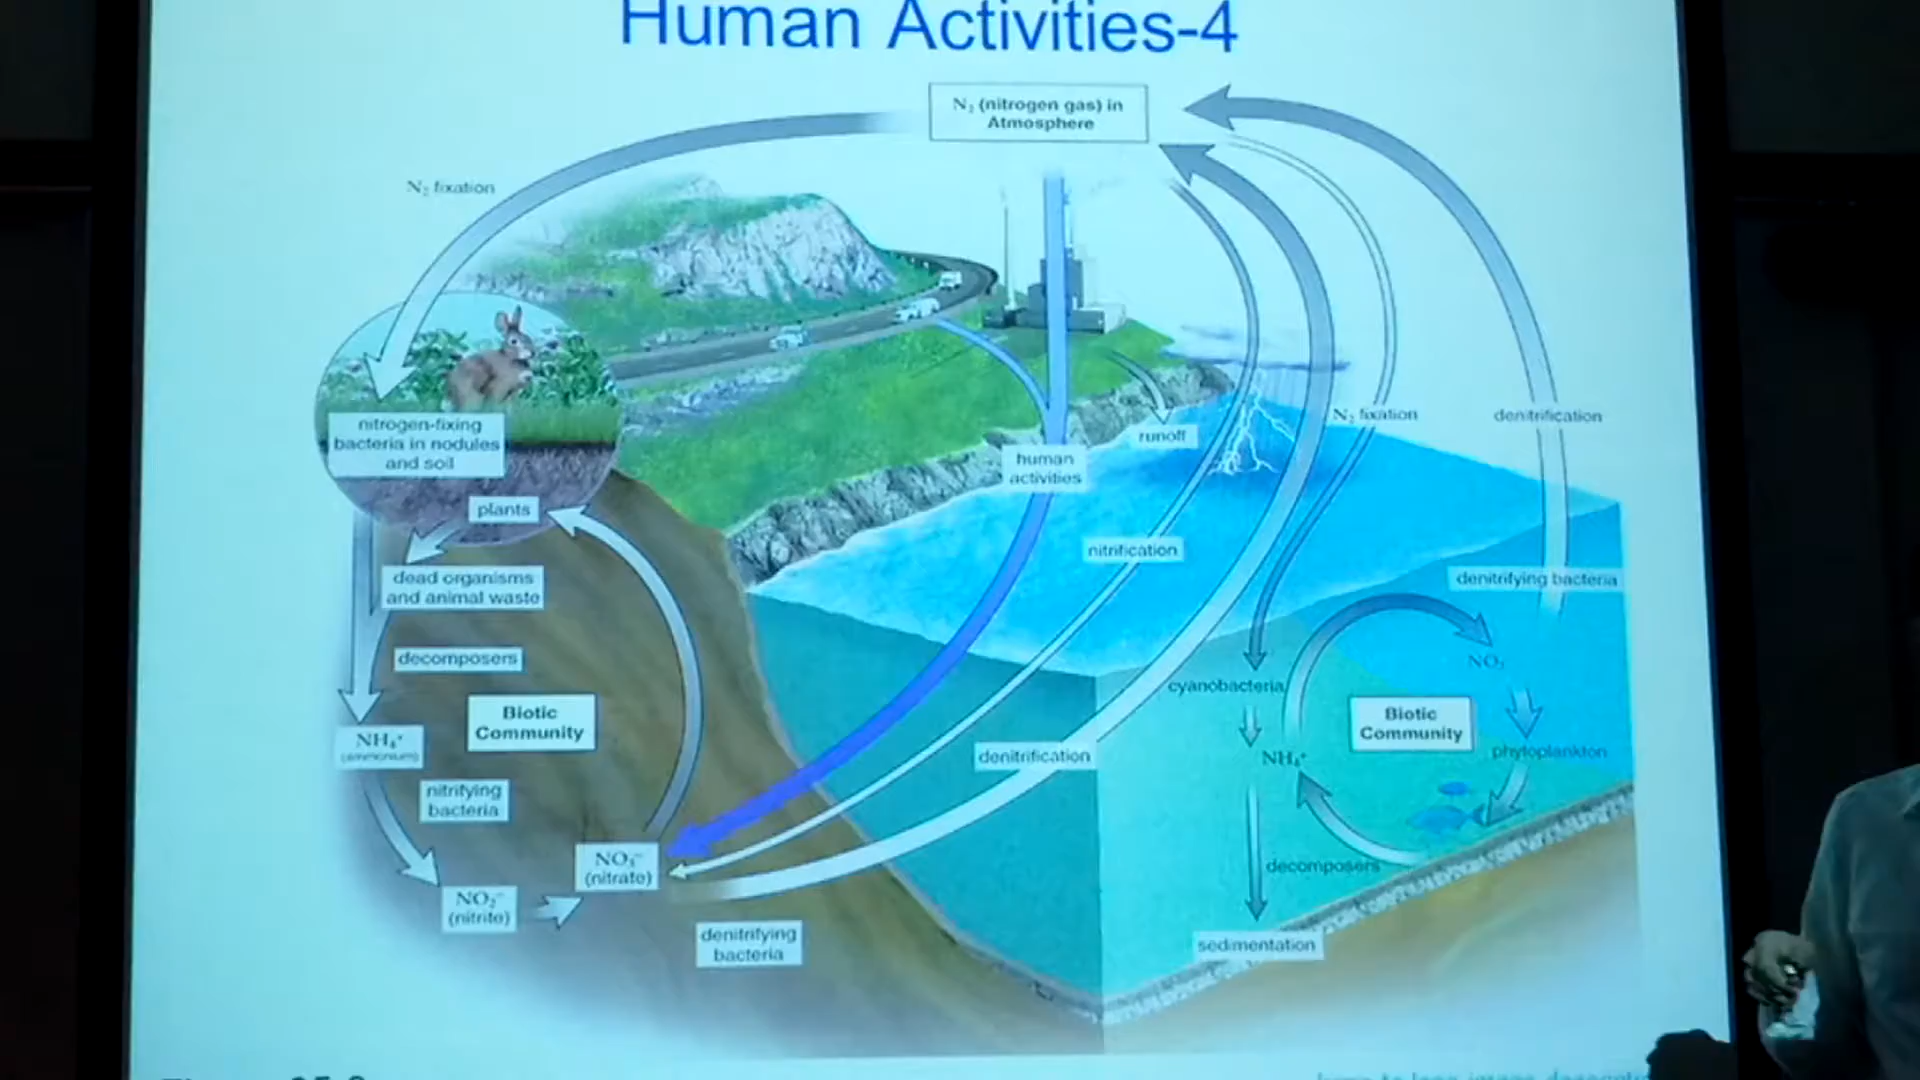 Human Activities-4
N₂ (nitrogen gas) in
Atmosphere
N₂ fixation
nitrogen-fixing
bacteria in nodules
and soil
plants
dead organisms
and animal waste
decomposers
Biotic
Community
NH₄⁺
(ammonium)
nitrifying
bacteria
NO₂⁻
(nitrite)
NO₃⁻
(nitrate)
denitrifying
bacteria
human
activities
runoff
nitrification
denitrification
N₂ fixation
denitrification
denitrifying bacteria
cyanobacteria
NH₄⁺
Biotic
Community
NO₃
phytoplankton
decomposers
sedimentation